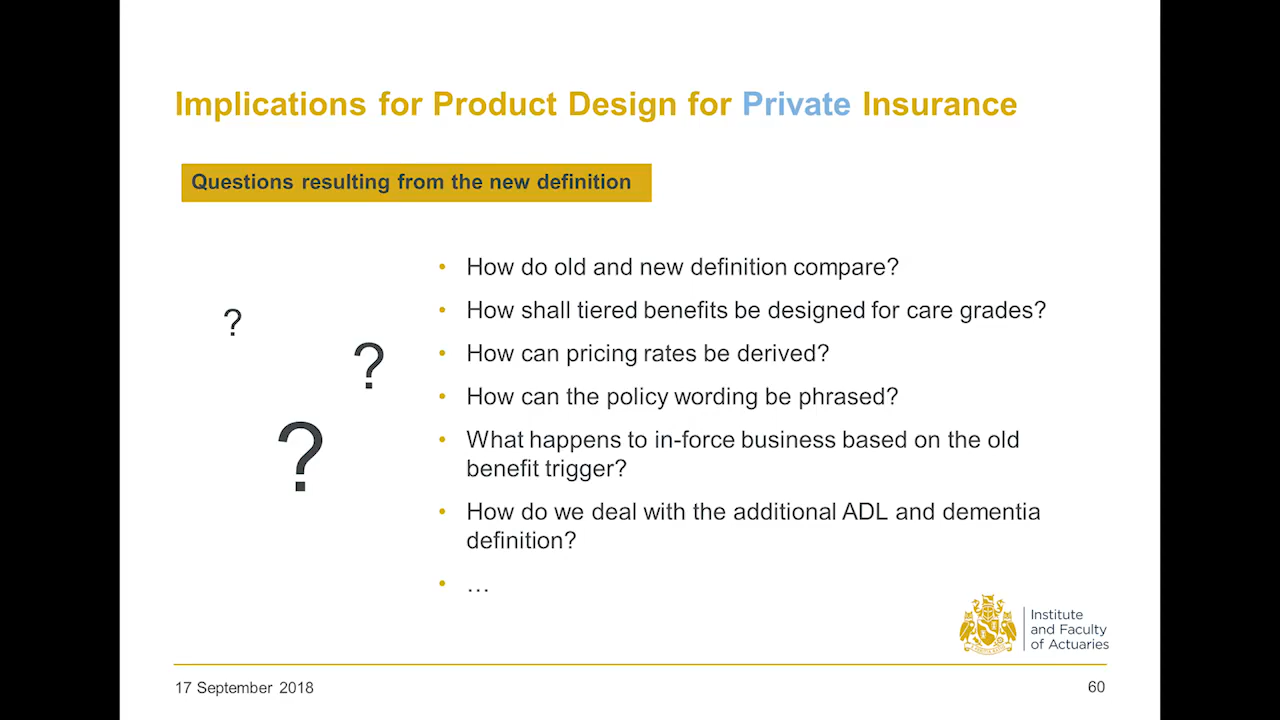 Implications for Product Design for Private Insurance
Questions resulting from the new definition
• How do old and new definition compare?
• How shall tiered benefits be designed for care grades?
• How can pricing rates be derived?
• How can the policy wording be phrased?
• What happens to in-force business based on the old
benefit trigger?
• How do we deal with the additional ADL and dementia
definition?
• …
?
?
?
Institute
and Faculty
of Actuaries
17 September 2018
60